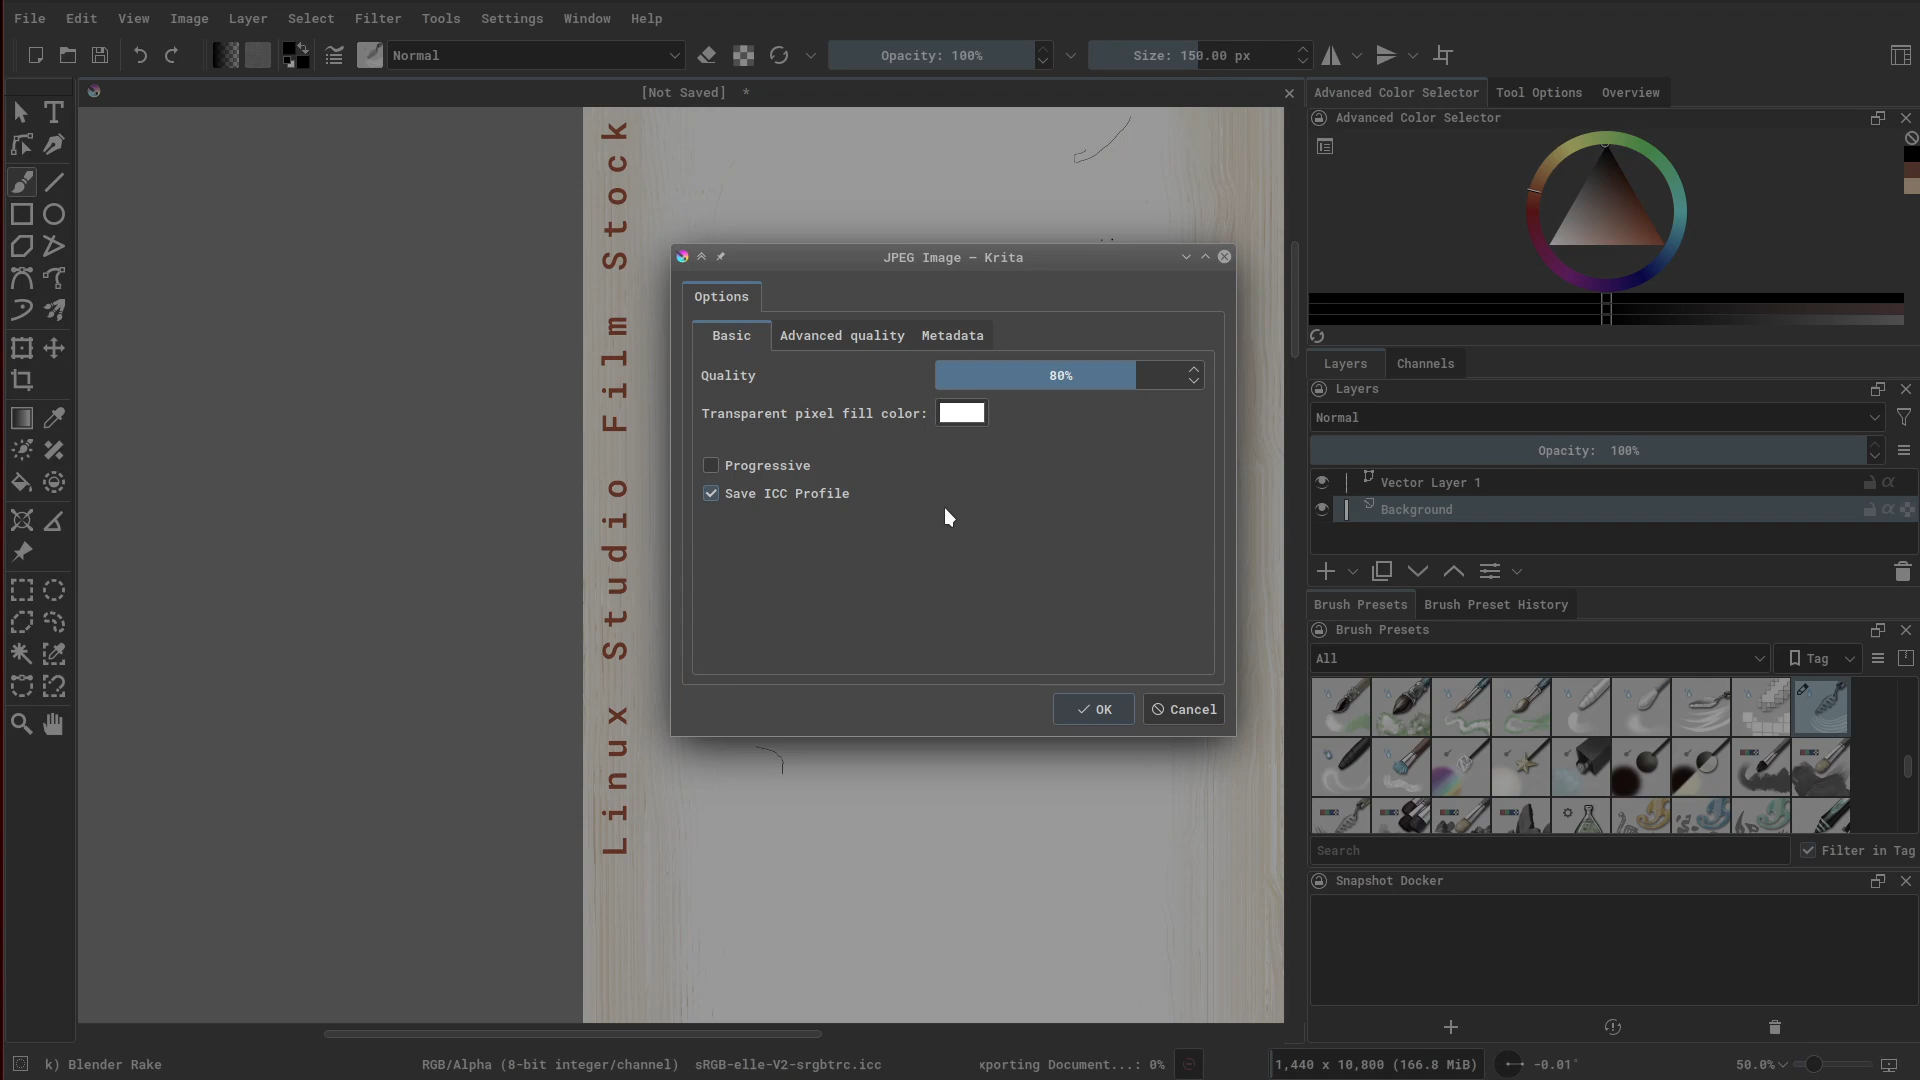 File Edit View Image Layer Select Filter Tools Settings Window Help
Normal
Opacity: 100%
Size: 150.00 px
[Not Saved] *
Advanced Color Selector Tool Options Overview
Advanced Color Selector
Linux Studio Film Stock
JPEG Image — Krita
Options
Basic Advanced quality Metadata
Quality 80%
Transparent pixel fill color:
Progressive
Save ICC Profile
OK Cancel
Layers Channels
Layers
Normal
Opacity: 100%
Vector Layer 1
Background
Brush Presets Brush Preset History
Brush Presets
All Tag
Search Filter in Tag
Snapshot Docker
k) Blender Rake RGB/Alpha (8-bit integer/channel) sRGB-elle-V2-srgbtrc.icc xporting Document...: 0% 1,440 x 10,800 (166.8 MiB) -0.01° 50.0%